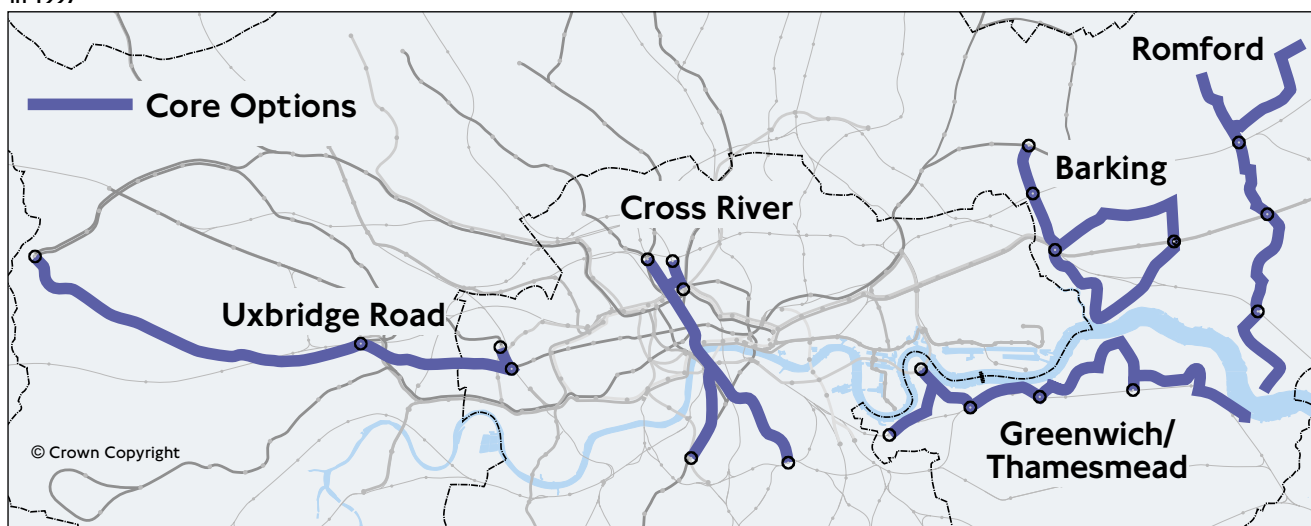 Romford
Core Options
Barking
Cross River
Uxbridge Road
Greenwich/
Thamesmead
© Crown Copyright